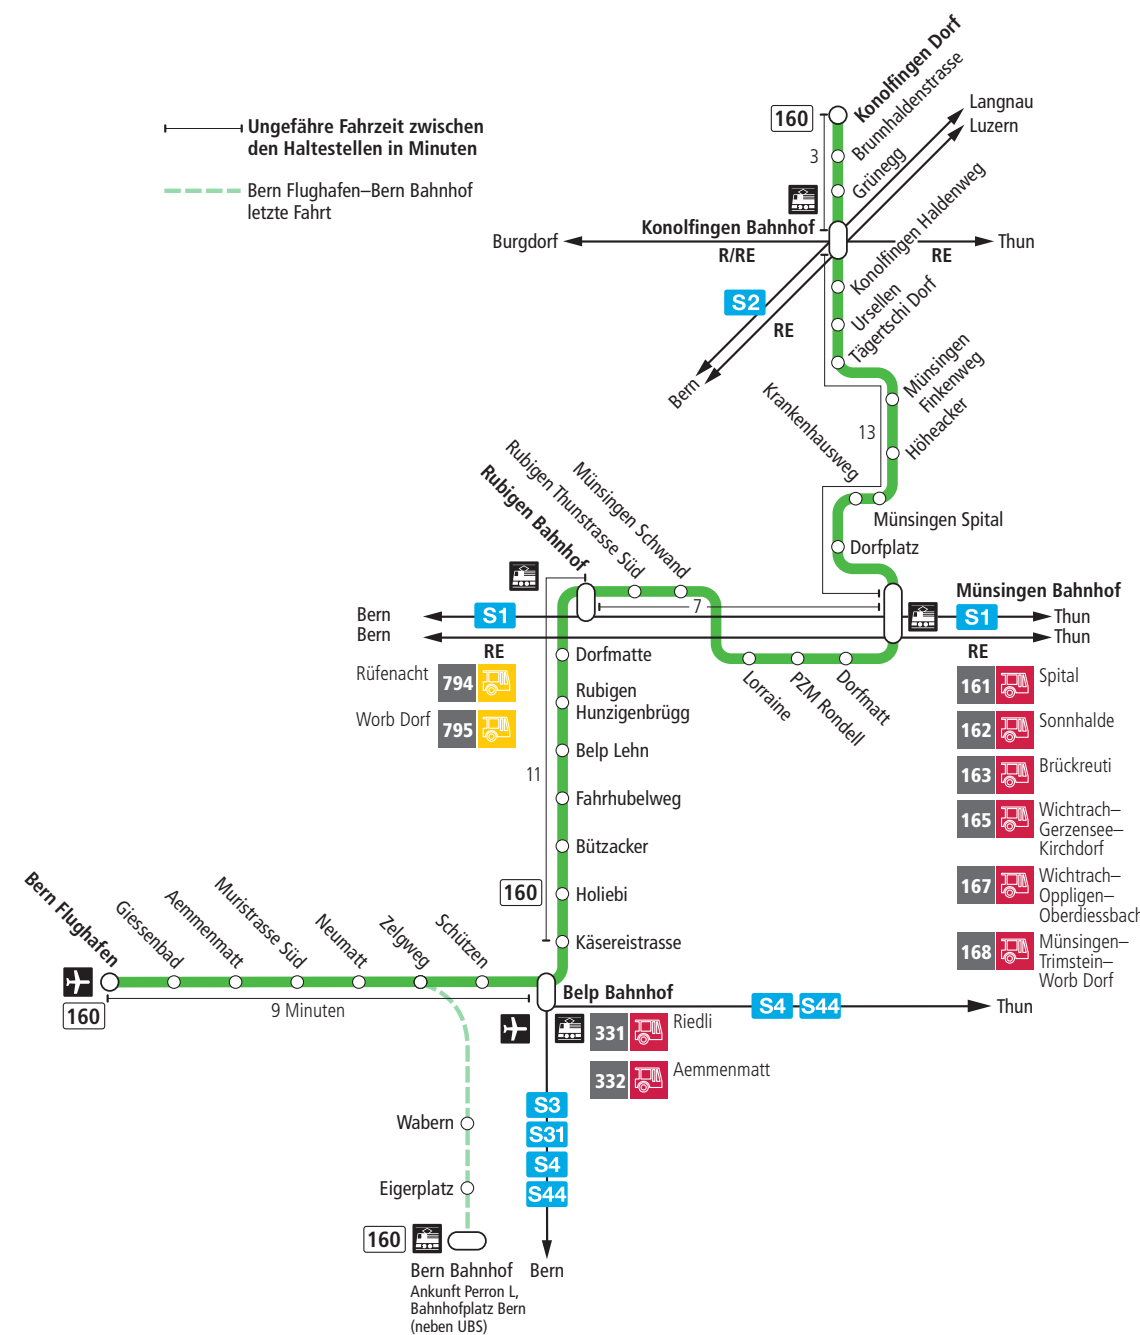 Ungefähre Fahrzeit zwischen
den Haltestellen in Minuten
Bern Flughafen–Bern Bahnhof
letzte Fahrt
160
Konolfingen Dorf
3
Brunnhaldenstrasse
Grünegg
Langnau
Luzern
Konolfingen Bahnhof
Burgdorf
R/RE
RE
Thun
Konolfingen Haldenweg
S2
RE
Bern
Ursellen
Tägertschi Dorf
Münsingen
Finkenweg
13
Höheacker
Krankenhausweg
Münsingen Spital
Dorfplatz
Münsingen Schwand
Rubigen Thunstrasse Süd
Rubigen Bahnhof
7
Münsingen Bahnhof
Bern
S1
S1
Thun
Bern
Thun
RE
RE
Rüfenacht
794
Worb Dorf
795
Dorfmatte
Rubigen
Hunzigenbrügg
Belp Lehn
11
Fahrhubelweg
Bützacker
160
Holiebi
Käsereistrasse
Lorraine
PZM Rondell
Dorfmatt
161
Spital
162
Sonnhalde
163
Brückreuti
165
Wichtrach–
Gerzensee–
Kirchdorf
167
Wichtrach–
Oppligen–
Oberdiessbach
168
Münsingen–
Trimstein–
Worb Dorf
Bern Flughafen
Giessenbad
Aemmenmatt
Muristrasse Süd
Neumatt
Zelgweg
Schützen
160
9 Minuten
Belp Bahnhof
S4
S44
Thun
331
Riedli
332
Aemmenmatt
S3
S31
S4
S44
Bern
Wabern
Eigerplatz
160
Bern Bahnhof
Ankunft Perron L,
Bahnhofplatz Bern
(neben UBS)